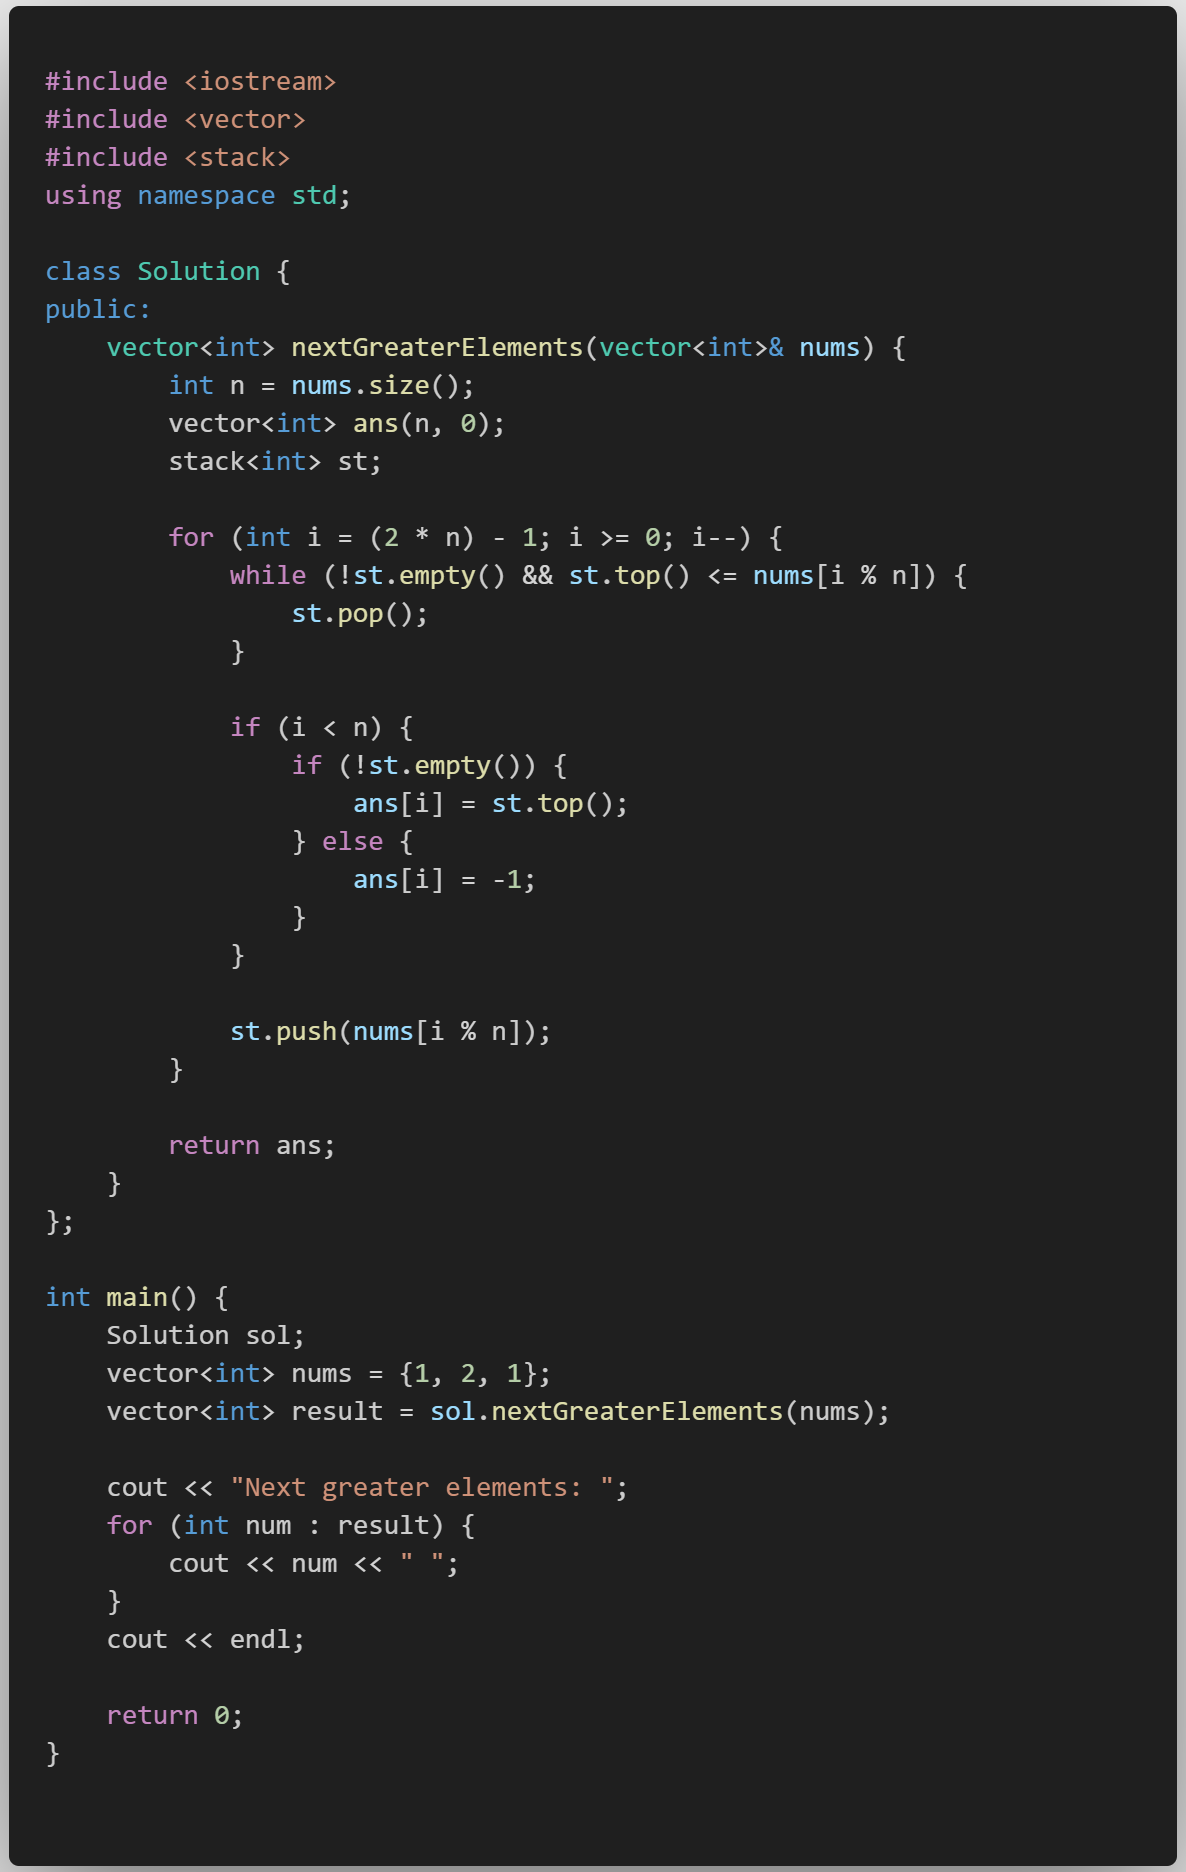 #include <iostream>
#include <vector>
#include <stack>
using namespace std;

class Solution {
public:
    vector<int> nextGreaterElements(vector<int>& nums) {
        int n = nums.size();
        vector<int> ans(n, 0);
        stack<int> st;

        for (int i = (2 * n) - 1; i >= 0; i--) {
            while (!st.empty() && st.top() <= nums[i % n]) {
                st.pop();
            }

            if (i < n) {
                if (!st.empty()) {
                    ans[i] = st.top();
                } else {
                    ans[i] = -1;
                }
            }

            st.push(nums[i % n]);
        }

        return ans;
    }
};

int main() {
    Solution sol;
    vector<int> nums = {1, 2, 1};
    vector<int> result = sol.nextGreaterElements(nums);

    cout << "Next greater elements: ";
    for (int num : result) {
        cout << num << " ";
    }
    cout << endl;

    return 0;
}